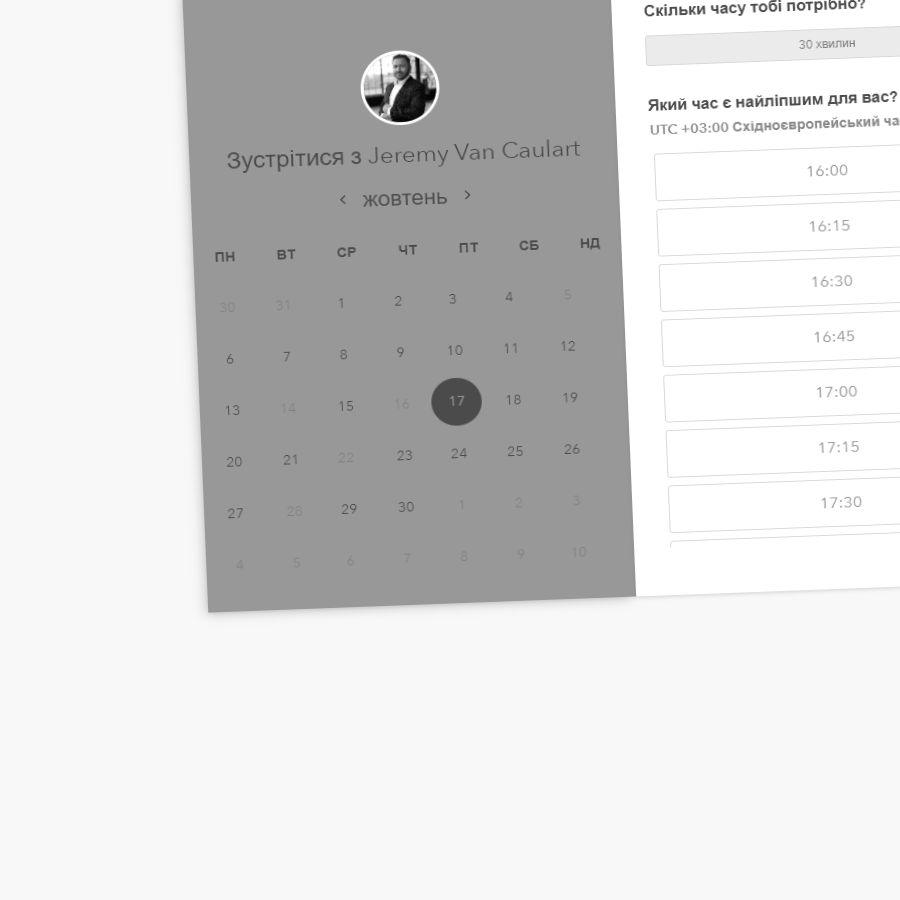 Зустрітися з Jeremy Van Caulart
‹ жовтень ›
ПН ВТ СР ЧТ ПТ СБ НД
30 31 1 2 3 4 5
6 7 8 9 10 11 12
13 14 15 16 17 18 19
20 21 22 23 24 25 26
27 28 29 30 1 2 3
4 5 6 7 8 9 10
Скільки часу тобі потрібно?
30 хвилин
Який час є найліпшим для вас?
UTC +03:00 Східноєвропейський ча
16:00
16:15
16:30
16:45
17:00
17:15
17:30